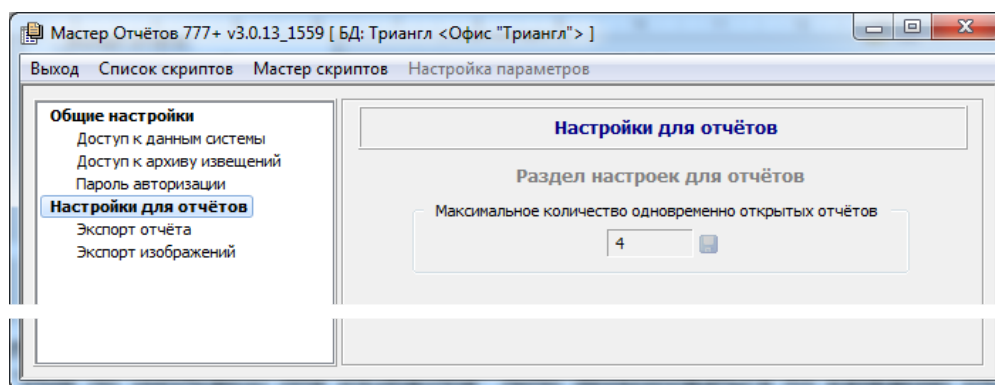 Мастер Отчётов 777+ v3.0.13_1559 [ БД: Триангл <Офис "Триангл"> ]
Выход Список скриптов Мастер скриптов Настройка параметров
Общие настройки
Доступ к данным системы
Доступ к архиву извещений
Пароль авторизации
Настройки для отчётов
Экспорт отчёта
Экспорт изображений
Настройки для отчётов
Раздел настроек для отчётов
Максимальное количество одновременно открытых отчётов
4